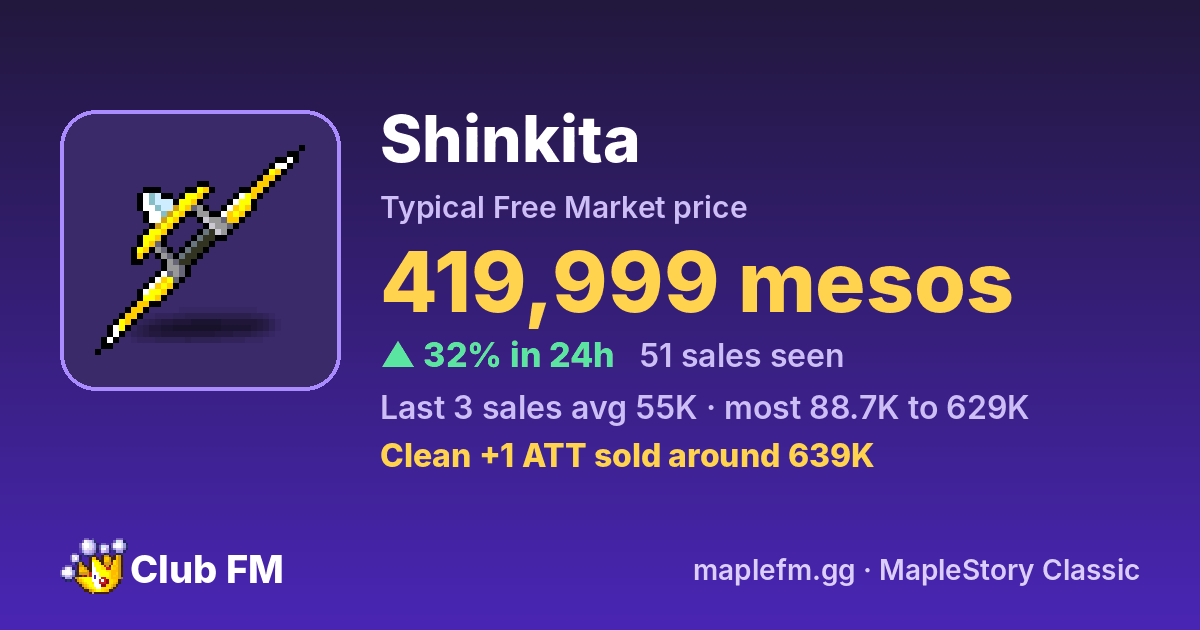 Shinkita
Typical Free Market price
419,999 mesos
▲ 32% in 24h 51 sales seen
Last 3 sales avg 55K · most 88.7K to 629K
Clean +1 ATT sold around 639K
Club FM
maplefm.gg · MapleStory Classic